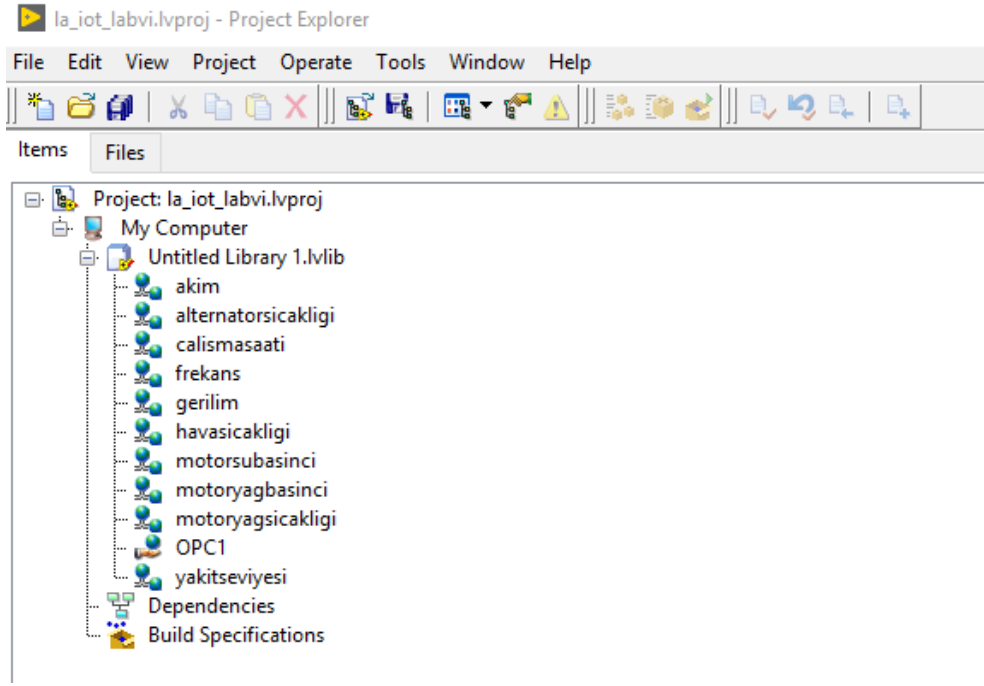 la_iot_labvi.lvproj - Project Explorer
File Edit View Project Operate Tools Window Help
Items Files
Project: la_iot_labvi.lvproj
My Computer
Untitled Library 1.lvlib
akim
alternatorsicakligi
calismasaati
frekans
gerilim
havasicakligi
motorsubasinci
motoryagbasinci
motoryagsicakligi
OPC1
yakitseviyesi
Dependencies
Build Specifications